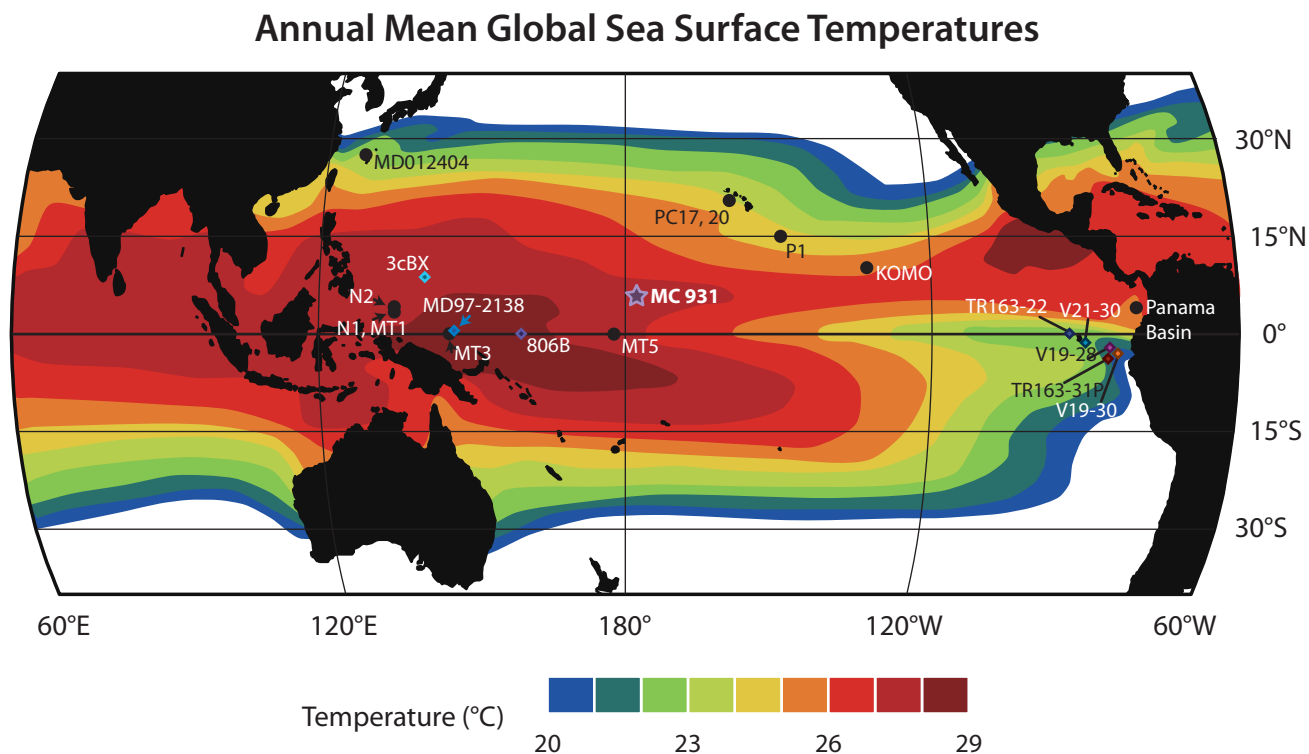 Annual Mean Global Sea Surface Temperatures
30°N
MD012404
PC17, 20
15°N
P1
3cBX
KOMO
N2
MC 931
MD97-2138
TR163-22
V21-30
Panama
Basin
N1, MT1
0°
MT3
806B
MT5
V19-28
TR163-31P
V19-30
15°S
30°S
60°E
120°E
180°
120°W
60°W
Temperature (°C)
20
23
26
29